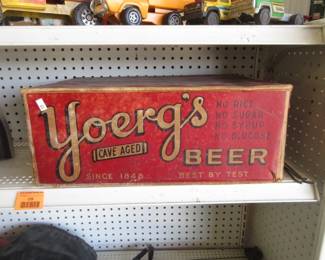 Yoerg's
CAVE AGED
BEER
NO RICE
NO SUGAR
NO SYRUP
NO GLUCOSE
SINCE 1848
BEST BY TEST